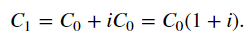 C₁ = C₀ + iC₀ = C₀(1 + i).